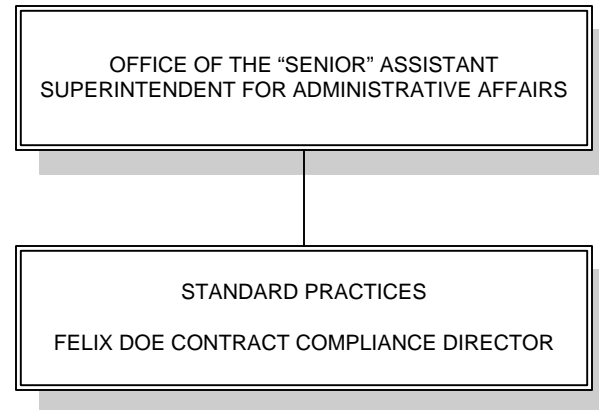 OFFICE OF THE “SENIOR” ASSISTANT
SUPERINTENDENT FOR ADMINISTRATIVE AFFAIRS
STANDARD PRACTICES
FELIX DOE CONTRACT COMPLIANCE DIRECTOR